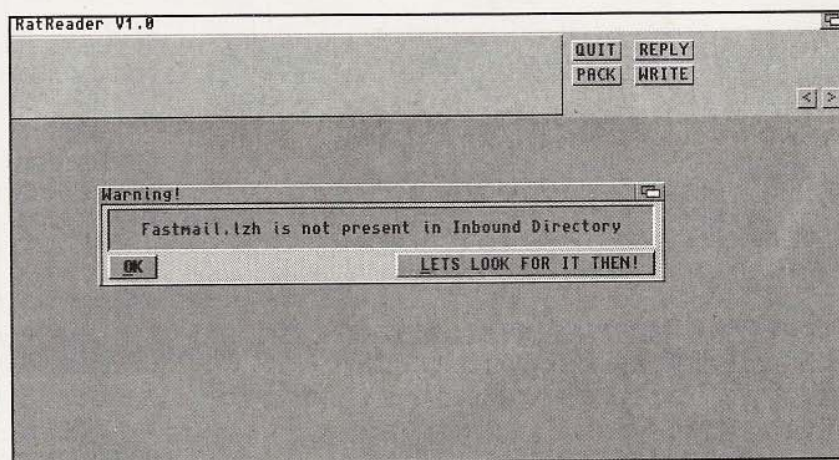 RatReader V1.0
QUIT REPLY
PACK WRITE
< >
Warning!
Fastmail.lzh is not present in Inbound Directory
OK LETS LOOK FOR IT THEN!